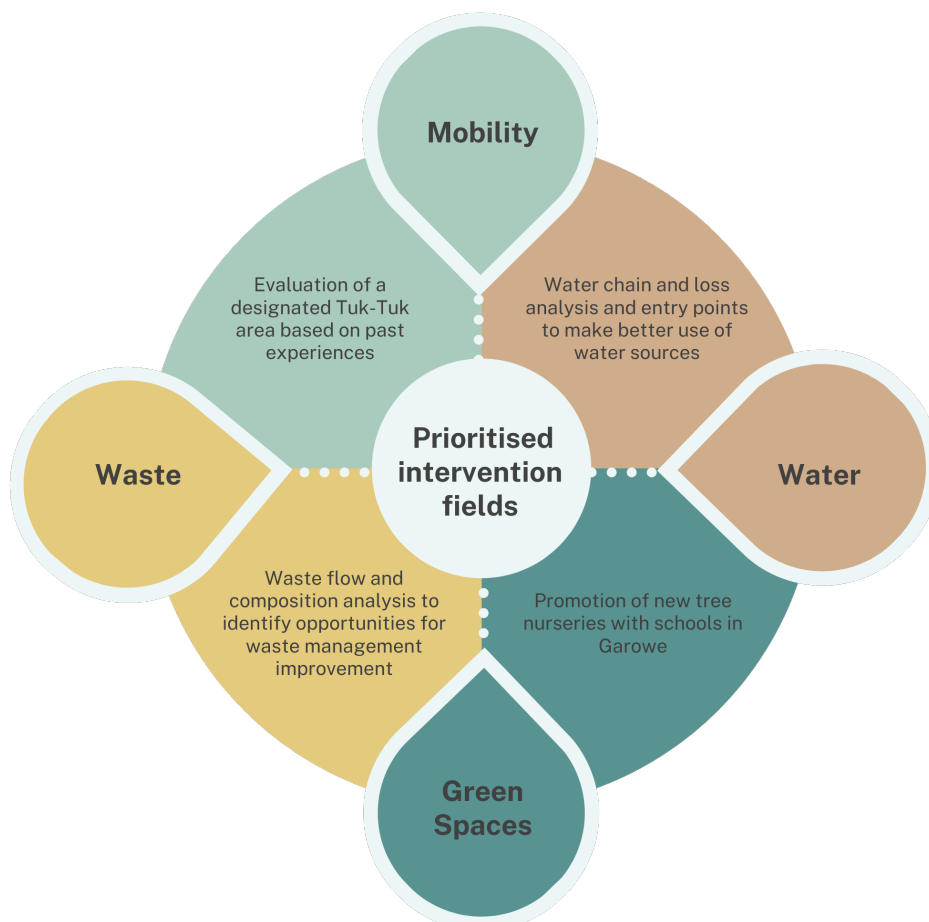 Mobility
Evaluation of a
designated Tuk-Tuk
area based on past
experiences
Water chain and loss
analysis and entry points
to make better use of
water sources
Prioritised
intervention
fields
Waste
Water
Waste flow and
composition analysis to
identify opportunities for
waste management
improvement
Promotion of new tree
nurseries with schools in
Garowe
Green
Spaces